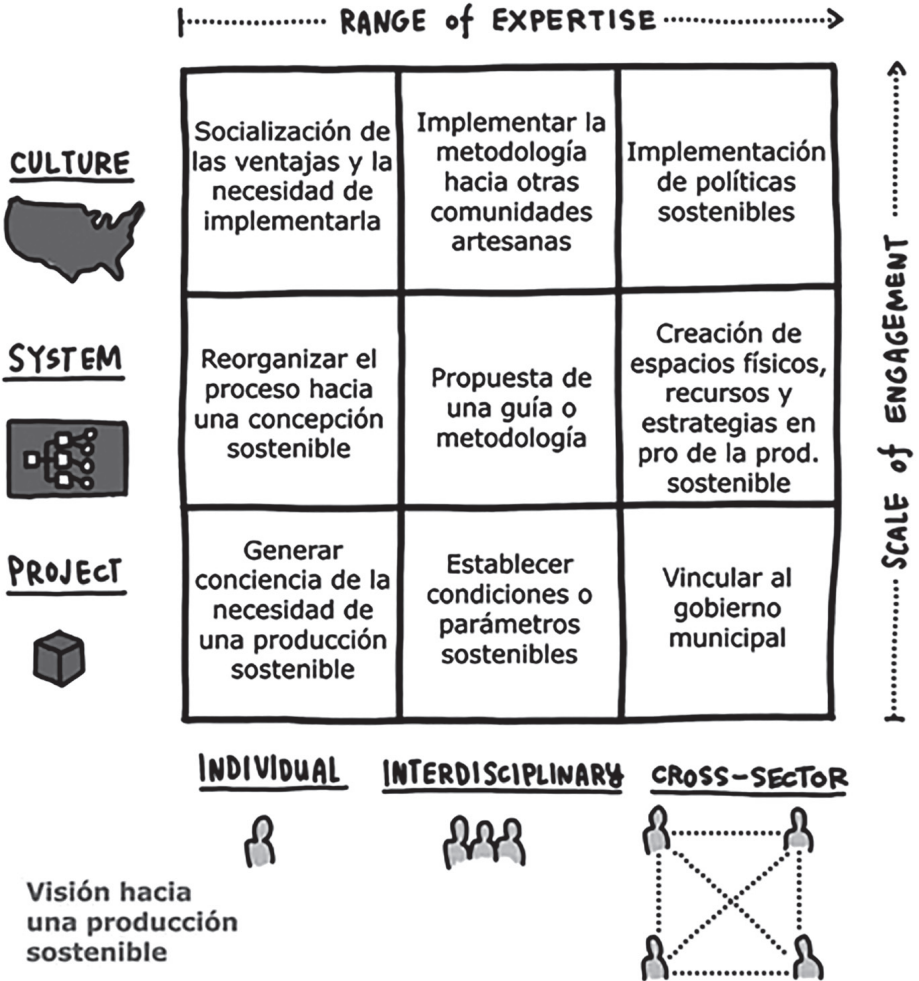 RANGE of EXPERTISE
CULTURE
Socialización de
las ventajas y la
necesidad de
implementarla
Implementar la
metodología
hacia otras
comunidades
artesanas
Implementación
de políticas
sostenibles
SYSTEM
Reorganizar el
proceso hacia
una concepción
sostenible
Propuesta de
una guía o
metodología
Creación de
espacios físicos,
recursos y
estrategias en
pro de la prod.
sostenible
PROJECT
Generar
conciencia de la
necesidad de
una producción
sostenible
Establecer
condiciones o
parámetros
sostenibles
Vincular al
gobierno
municipal
SCALE of ENGAGEMENT
INDIVIDUAL
INTERDISCIPLINARY
CROSS-SECTOR
Visión hacia
una producción
sostenible